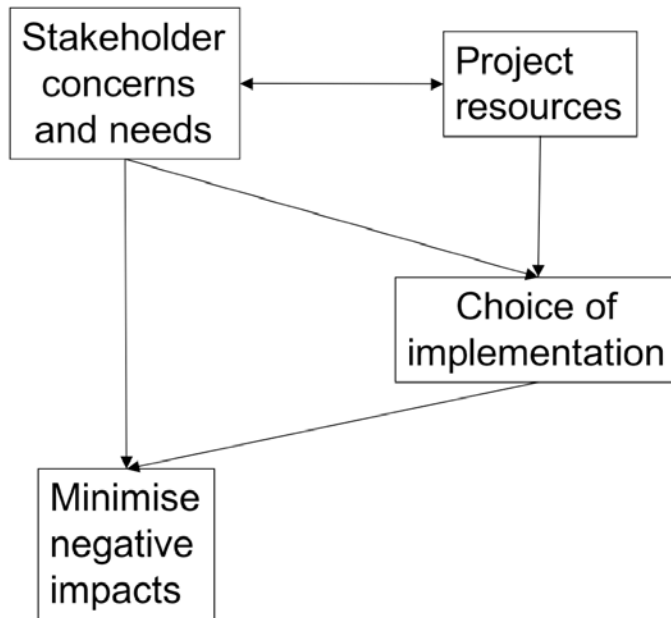 Stakeholder
concerns
and needs
Project
resources
Choice of
implementation
Minimise
negative
impacts